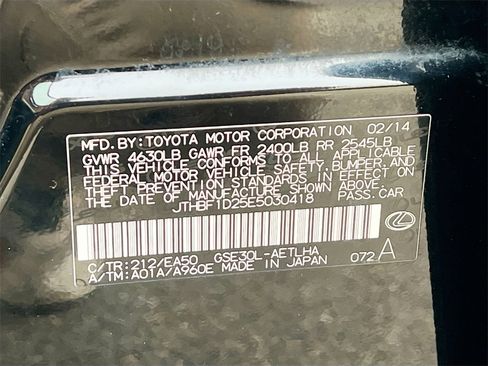 MFD. BY: TOYOTA MOTOR CORPORATION 02/14
GVWR 4630LB GAWR FR 2400LB RR 2545LB
THIS VEHICLE CONFORMS TO ALL APPLICABLE
FEDERAL MOTOR VEHICLE SAFETY, BUMPER, AND
THEFT PREVENTION STANDARDS IN EFFECT ON
THE DATE OF MANUFACTURE SHOWN ABOVE.
JTHBF1D25E5030418 PASS. CAR
C/TR: 212/EA50 GSE30L-AETLHA
A/TM: A01A/A960E MADE IN JAPAN 072 A